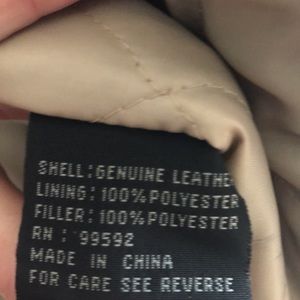 SHELL:GENUINE LEATHE
LINING:100%POLYESTER
FILLER:100%POLYESTER
RN : 99592
MADE IN CHINA
FOR CARE SEE REVERSE